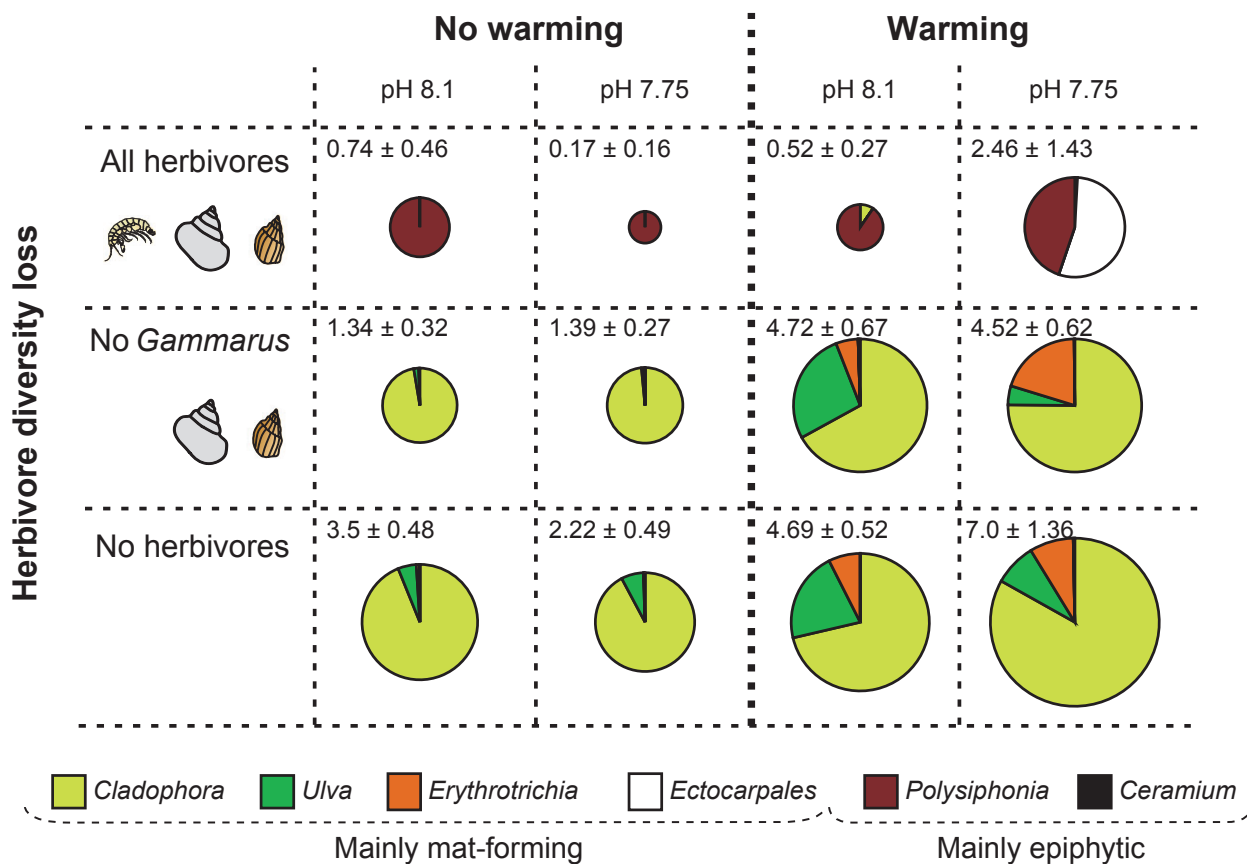 No warming Warming
pH 8.1 pH 7.75 pH 8.1 pH 7.75
Herbivore diversity loss
All herbivores 0.74 ± 0.46 0.17 ± 0.16 0.52 ± 0.27 2.46 ± 1.43
No Gammarus 1.34 ± 0.32 1.39 ± 0.27 4.72 ± 0.67 4.52 ± 0.62
No herbivores 3.5 ± 0.48 2.22 ± 0.49 4.69 ± 0.52 7.0 ± 1.36
Cladophora Ulva Erythrotrichia Ectocarpales Polysiphonia Ceramium
Mainly mat-forming Mainly epiphytic